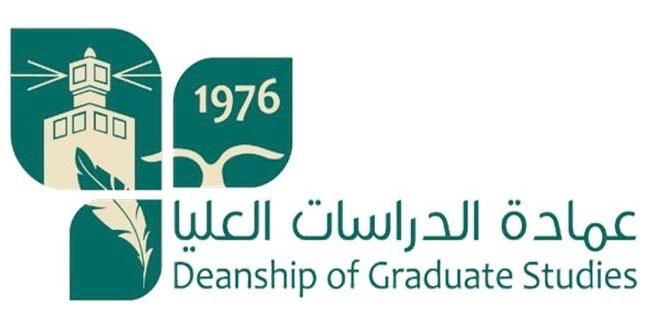 1976
عمادة الدراسات العليا
Deanship of Graduate Studies